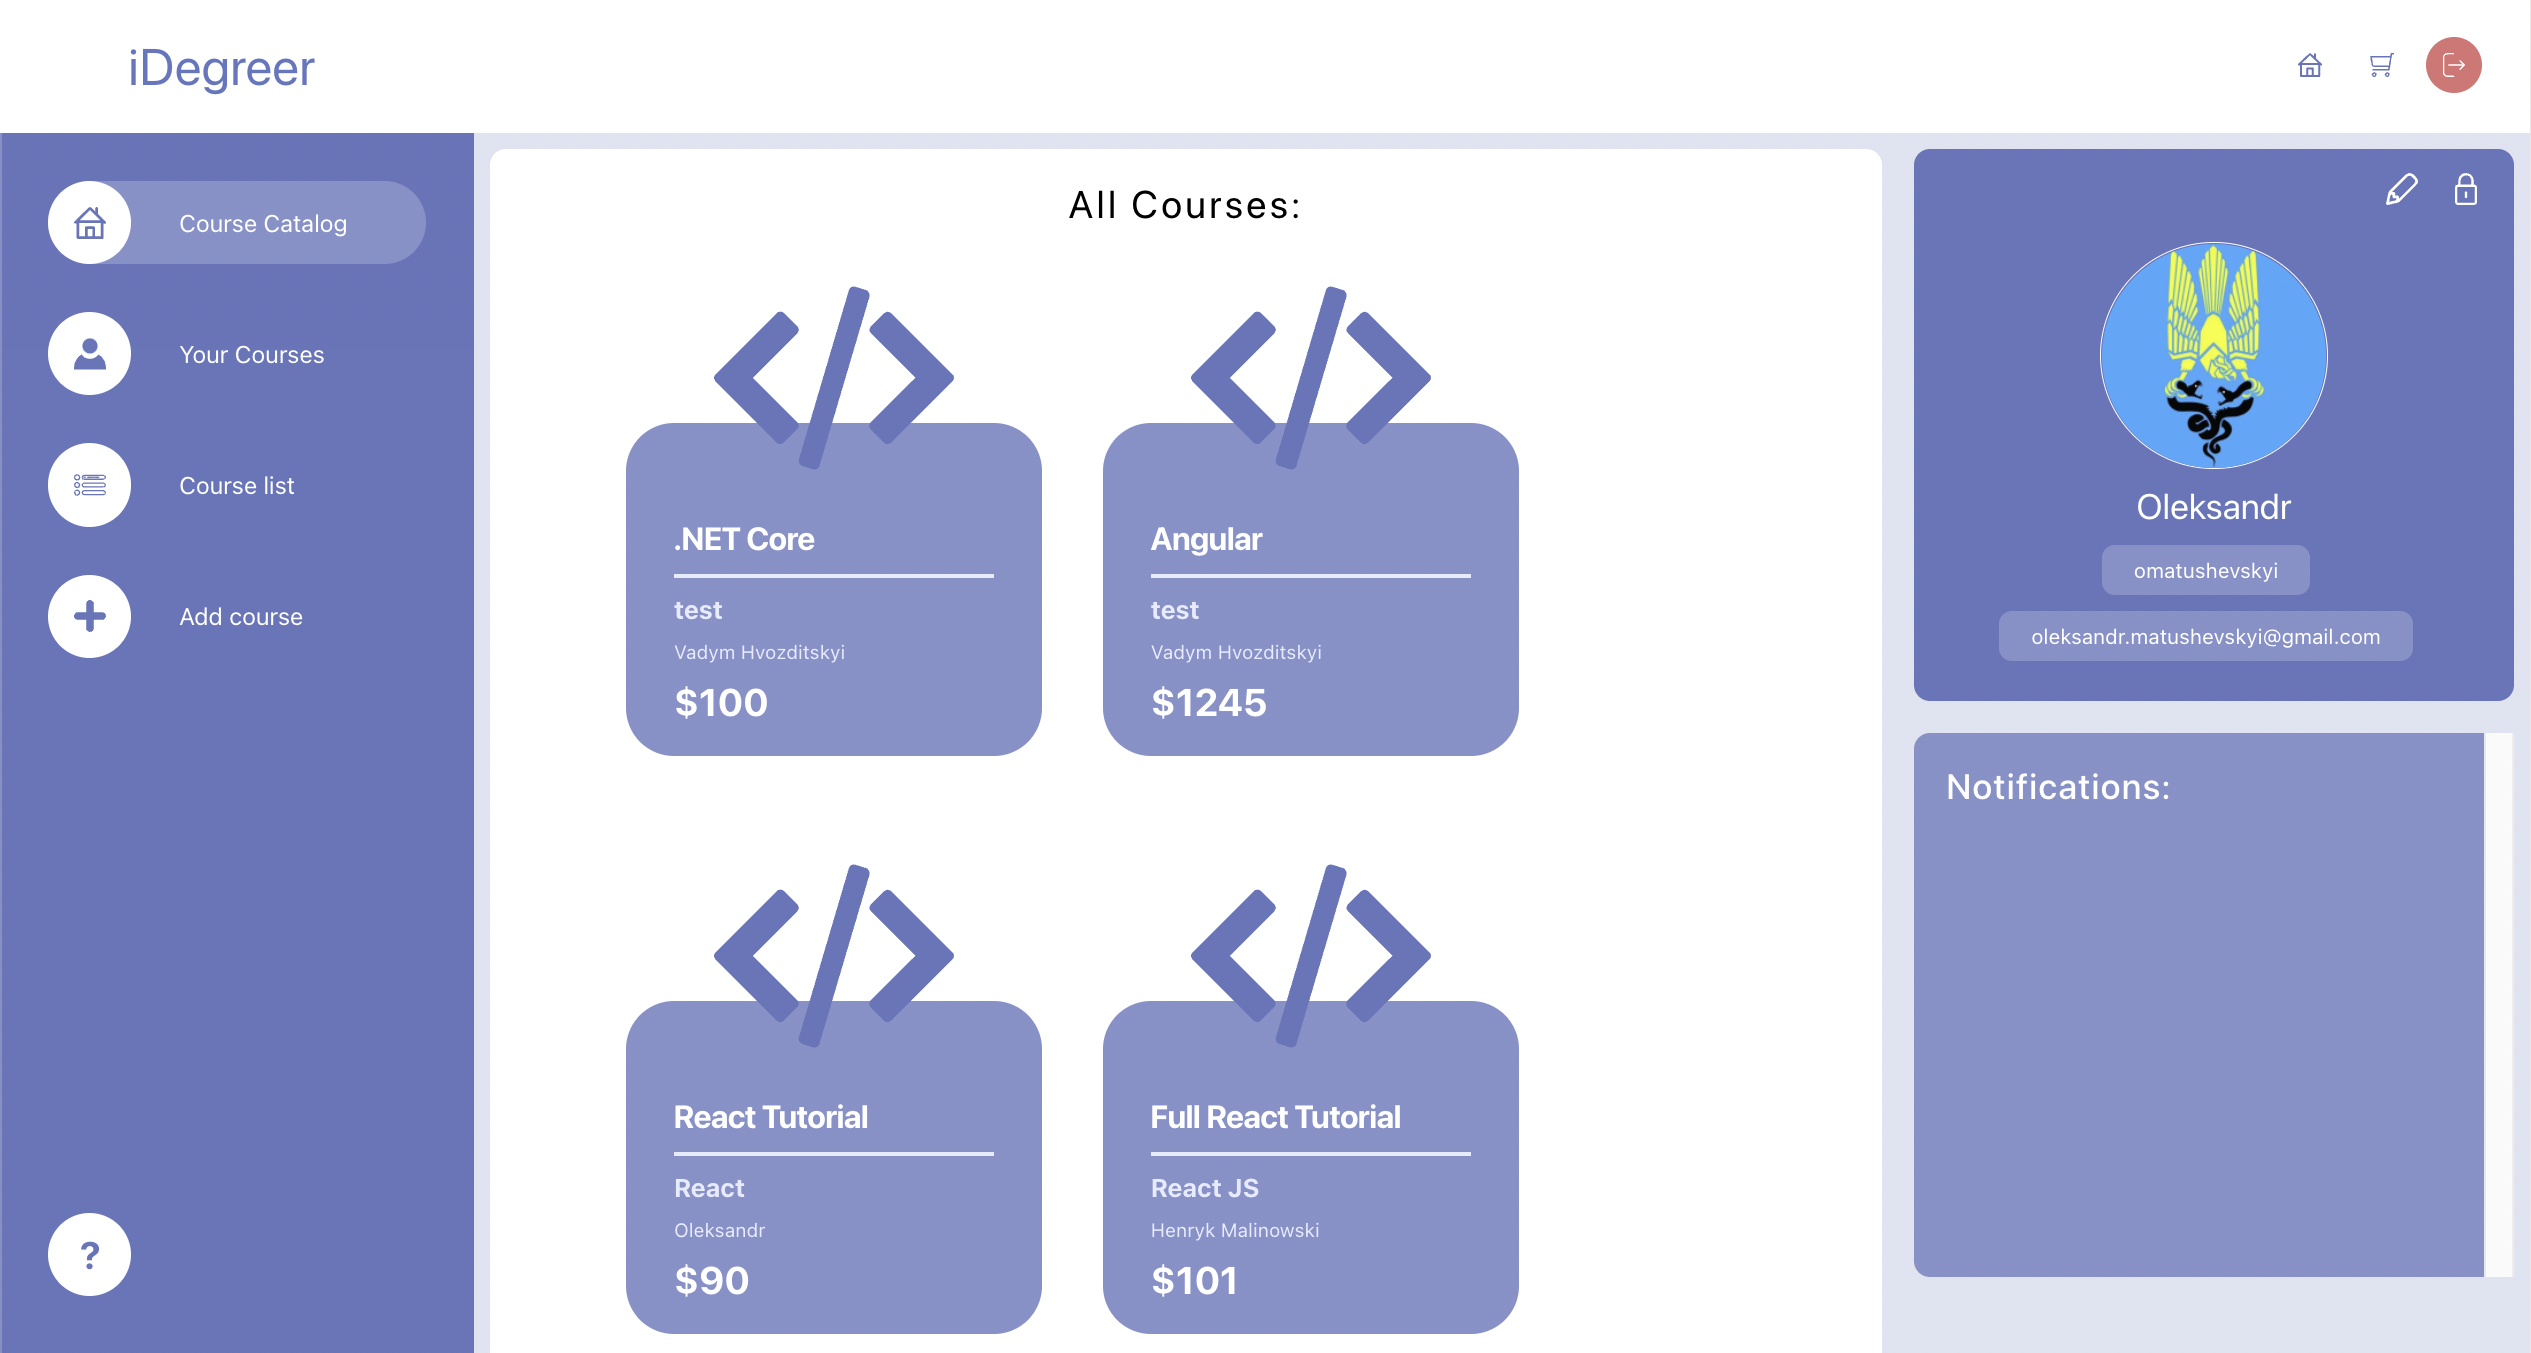 iDegreer
Course Catalog
Your Courses
Course list
Add course
?
All Courses:
.NET Core
test
Vadym Hvozditskyi
$100
Angular
test
Vadym Hvozditskyi
$1245
React Tutorial
React
Oleksandr
$90
Full React Tutorial
React JS
Henryk Malinowski
$101
Oleksandr
omatushevskyi
oleksandr.matushevskyi@gmail.com
Notifications: